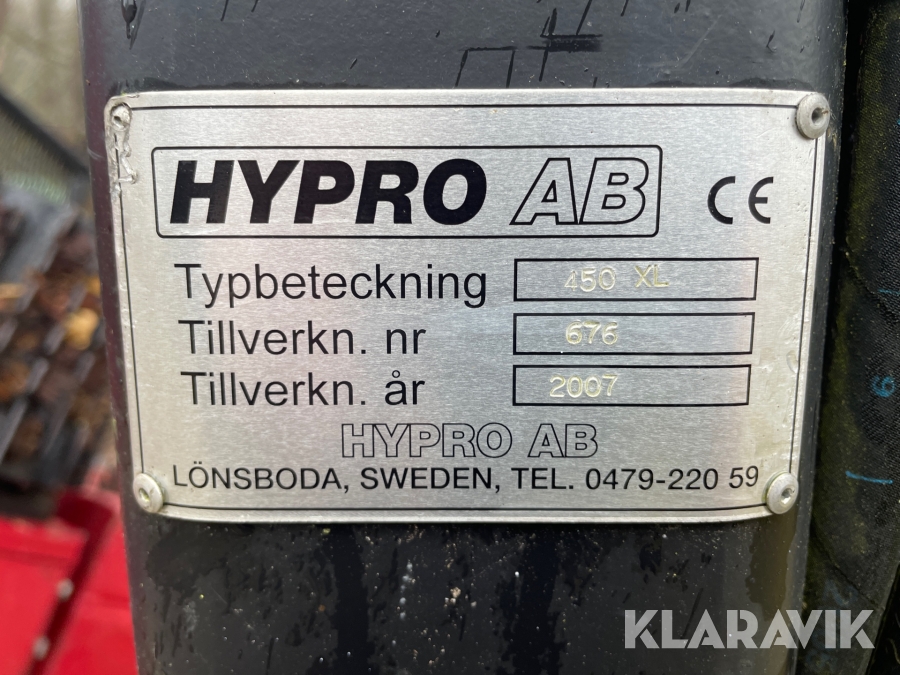 HYPRO AB CE
Typbeteckning 450 XL
Tillverkn. nr 676
Tillverkn. år 2007
HYPRO AB
LÖNSBODA, SWEDEN, TEL. 0479-220 59
KLARAVIK